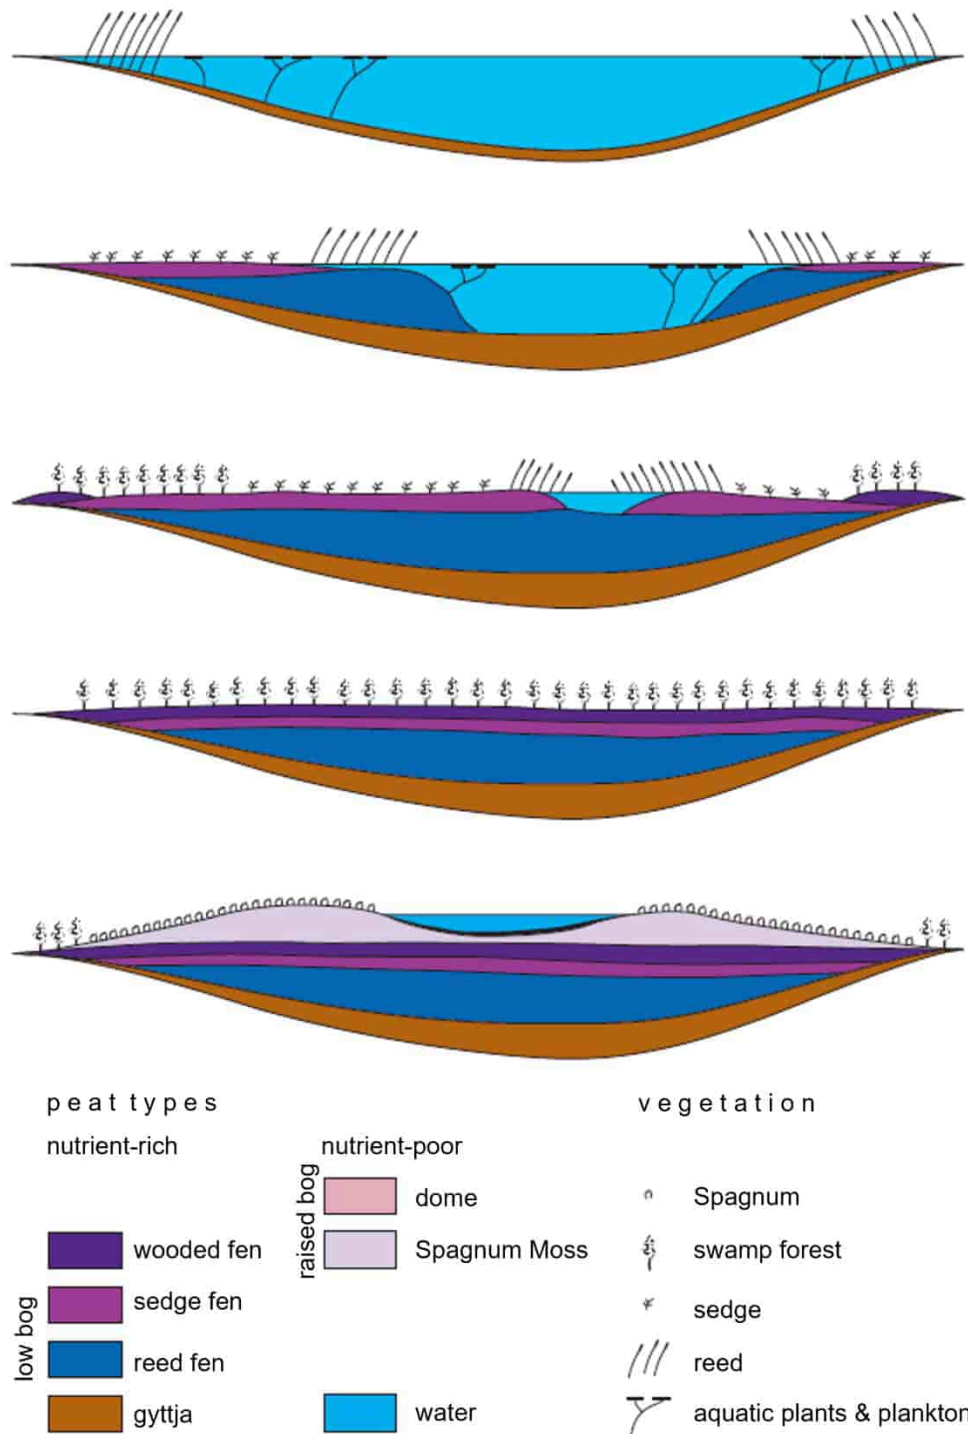 peat types
vegetation
nutrient-rich
nutrient-poor
raised bog
dome
Spagnum
wooded fen
Spagnum Moss
swamp forest
low bog
sedge fen
sedge
reed fen
reed
gyttja
water
aquatic plants & plankton